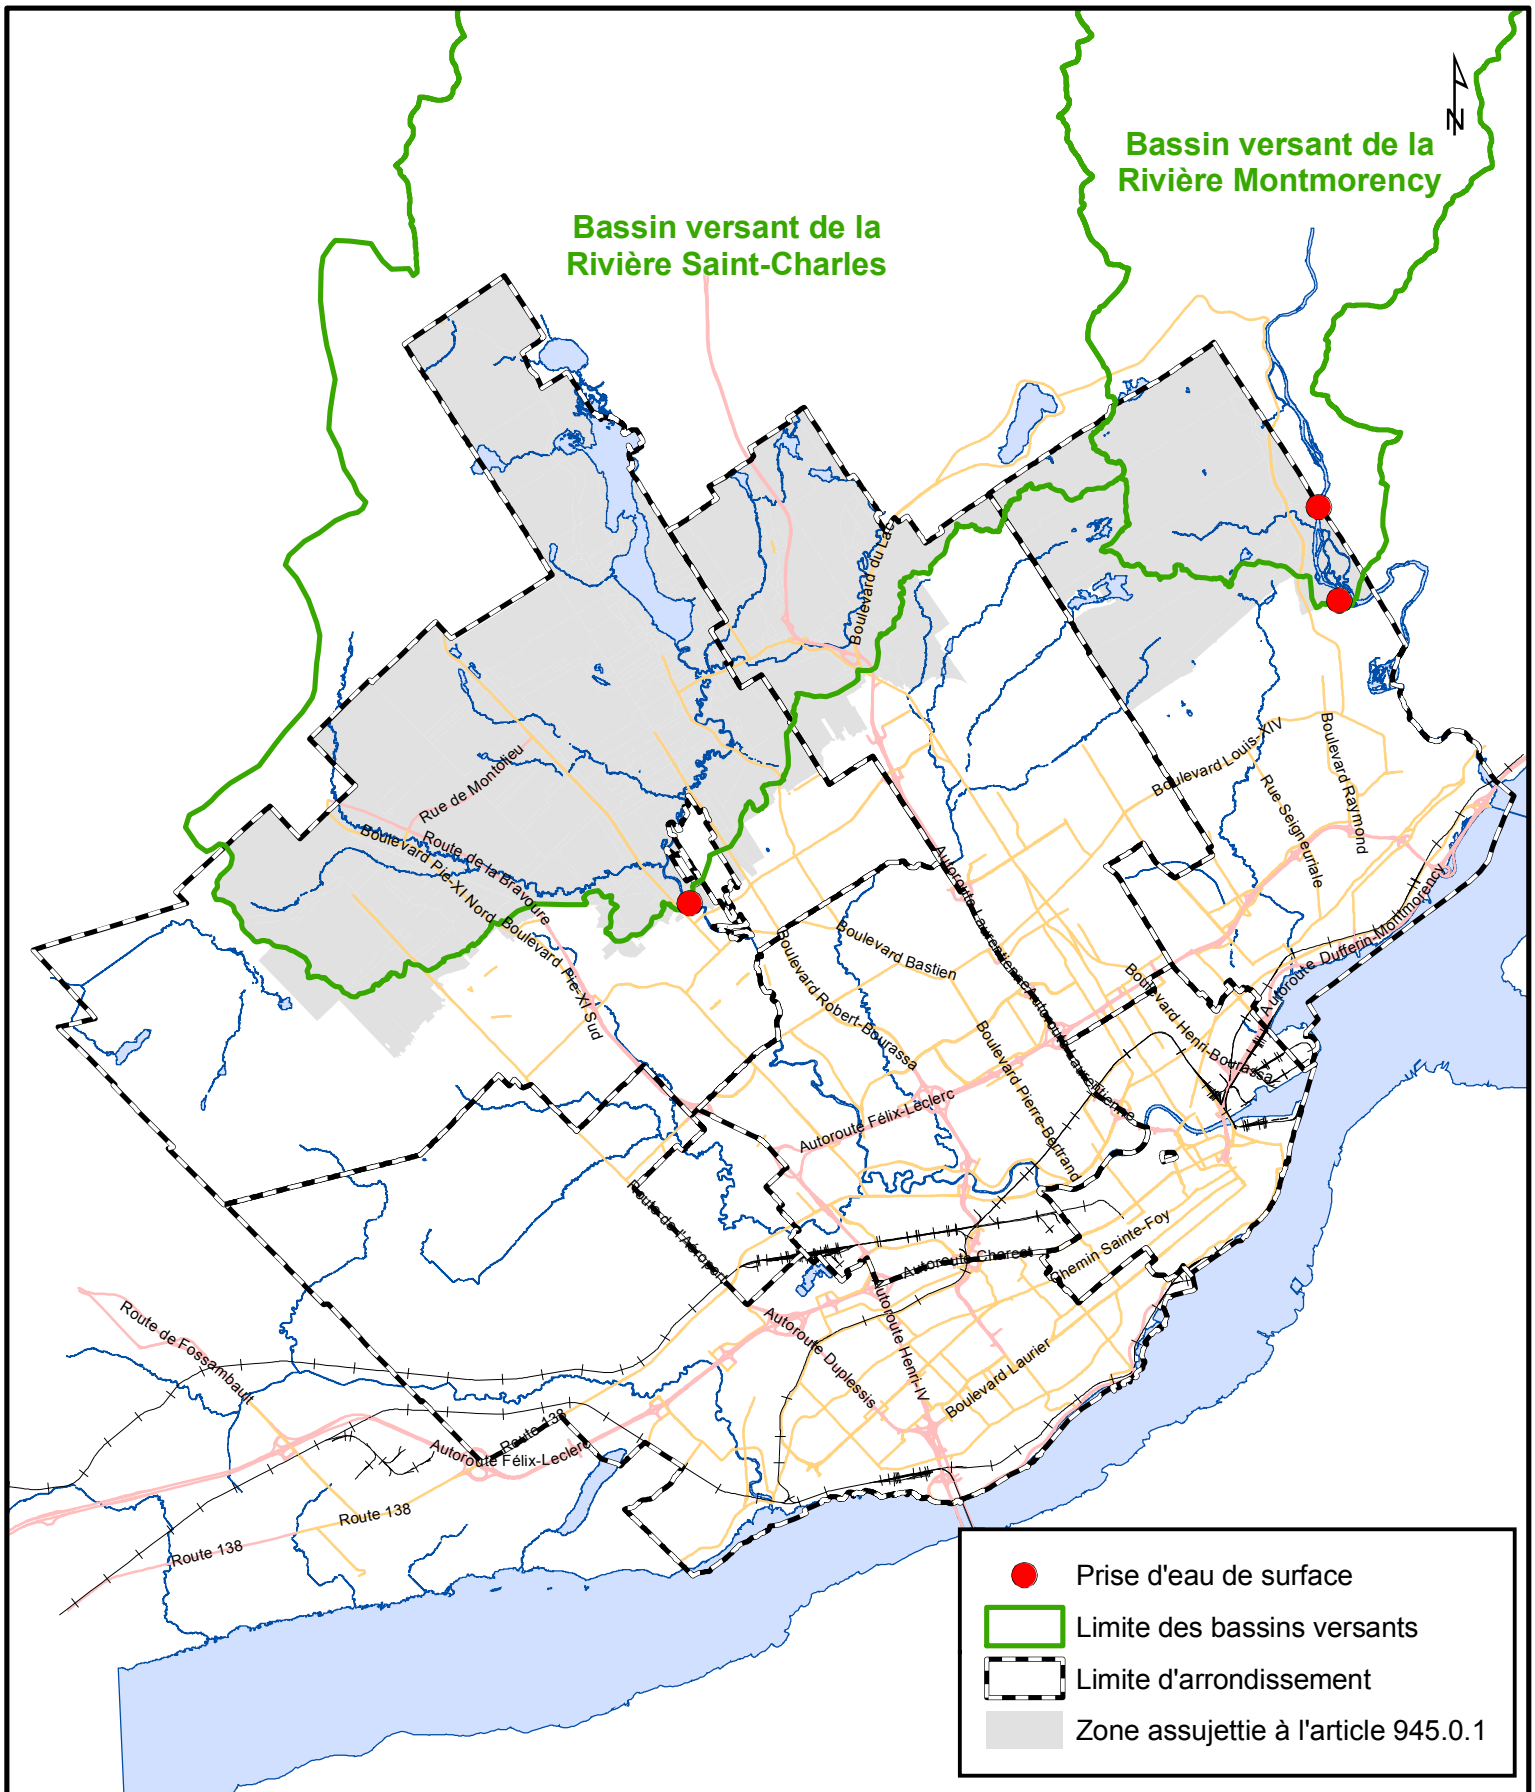 N
Bassin versant de la
Rivière Montmorency
Bassin versant de la
Rivière Saint-Charles
Boulevard du Lac
Rue de Montolieu
Route de la Bravoure
Boulevard Pie-XI Nord
Boulevard Pie-XI Sud
Boulevard Louis-XIV
Boulevard Raymond
Rue Seigneuriale
Autoroute Laurentienne
Autoroute Laurentienne
Boulevard Bastien
Boulevard Robert-Bourassa
Boulevard Henri-Bourassa
Autoroute Dufferin-Montmorency
Boulevard Pierre-Bertrand
Autoroute Félix-Leclerc
Route de l'Aéroport
Chemin Sainte-Foy
Autoroute Charest
Autoroute Duplessis
Autoroute Henri-IV
Boulevard Laurier
Route de Fossambault
Route 138
Autoroute Félix-Leclerc
Route 138
Route 138
Prise d'eau de surface
Limite des bassins versants
Limite d'arrondissement
Zone assujettie à l'article 945.0.1